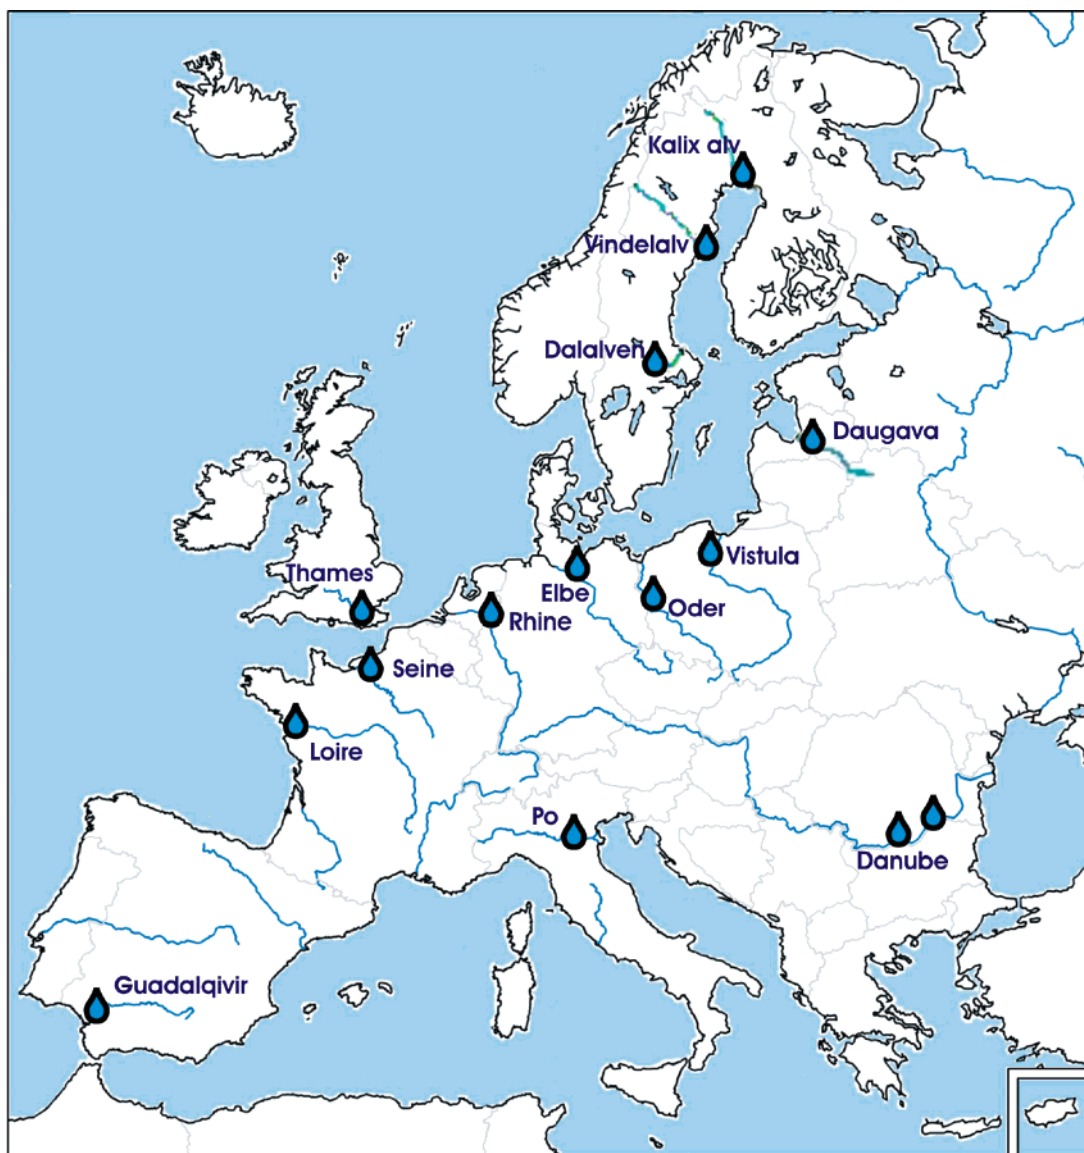 Kalix alv
Vindelalv
Dalalven
Daugava
Vistula
Thames
Elbe
Oder
Rhine
Seine
Loire
Po
Danube
Guadalqivir